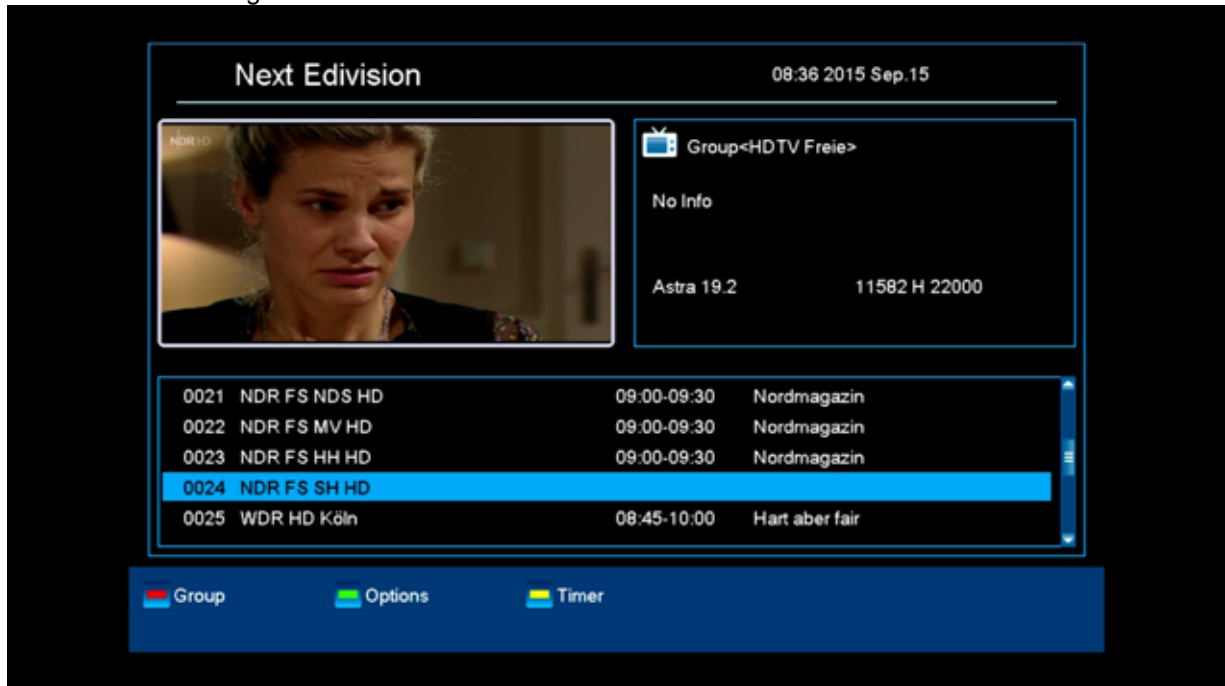 Next Edivision
08:36 2015 Sep.15
NDR HD
Group<HDTV Freie>
No Info
Astra 19.2 11582 H 22000
0021 NDR FS NDS HD 09:00-09:30 Nordmagazin
0022 NDR FS MV HD 09:00-09:30 Nordmagazin
0023 NDR FS HH HD 09:00-09:30 Nordmagazin
0024 NDR FS SH HD
0025 WDR HD Köln 08:45-10:00 Hart aber fair
Group Options Timer